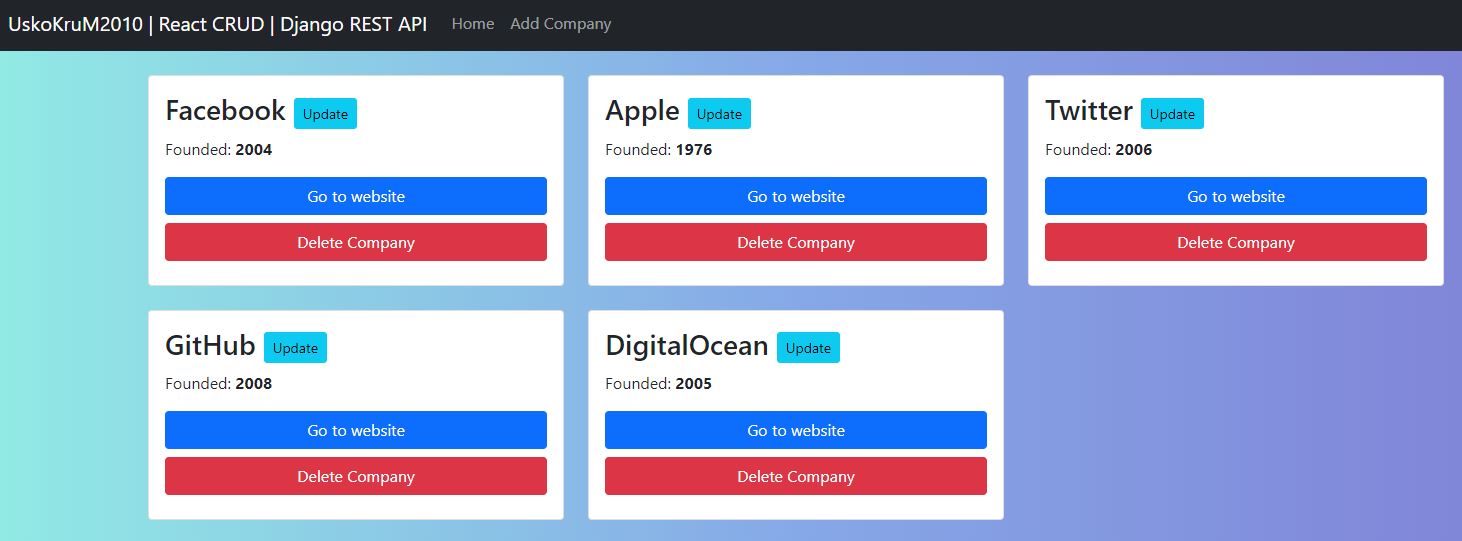 UskoKruM2010 | React CRUD | Django REST API Home Add Company
Facebook Update
Founded: 2004
Go to website
Delete Company
Apple Update
Founded: 1976
Go to website
Delete Company
Twitter Update
Founded: 2006
Go to website
Delete Company
GitHub Update
Founded: 2008
Go to website
Delete Company
DigitalOcean Update
Founded: 2005
Go to website
Delete Company